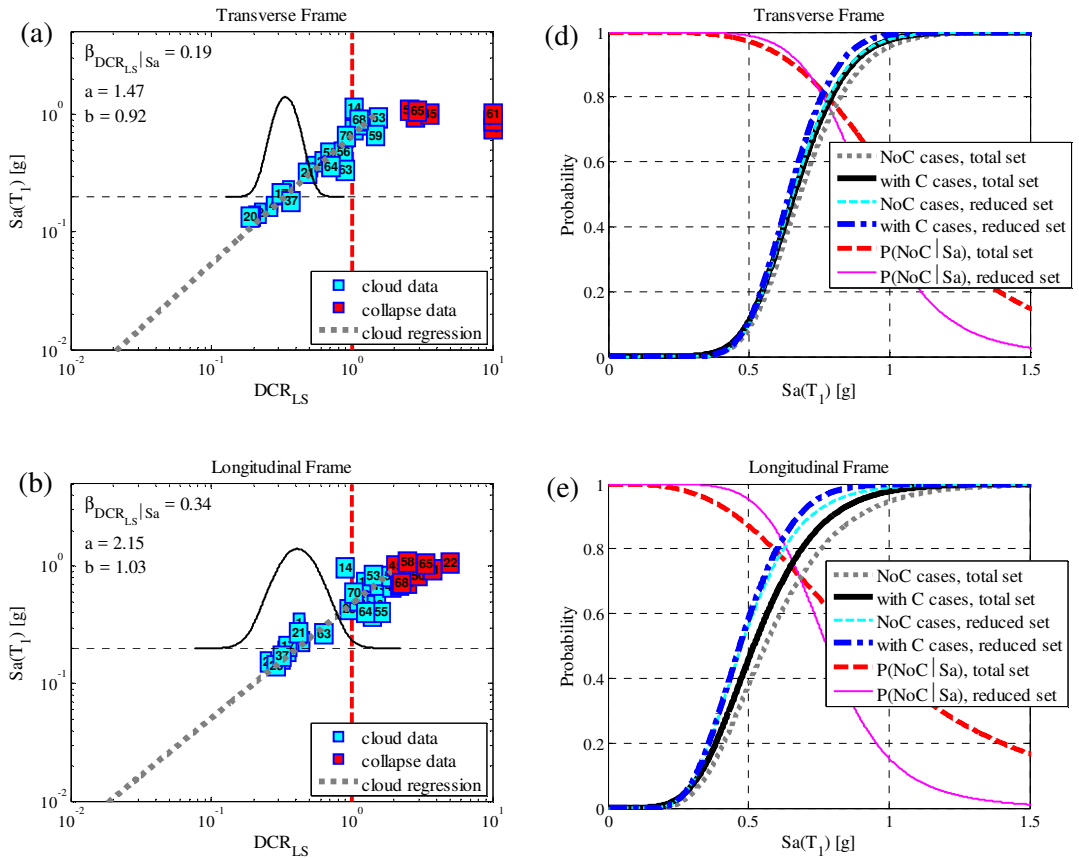 (a)
Transverse Frame
β_DCR_LS|Sa = 0.19
a = 1.47
b = 0.92
Sa(T_1) [g]
10^0
10^-1
10^-2
14
68
53
59
70
56
64
63
21
37
20
65
61
cloud data
collapse data
cloud regression
10^-2
10^-1
10^0
10^1
DCR_LS
(d)
Transverse Frame
Probability
1
0.8
0.6
0.4
0.2
0
NoC cases, total set
with C cases, total set
NoC cases, reduced set
with C cases, reduced set
P(NoC|Sa), total set
P(NoC|Sa), reduced set
0
0.5
1
1.5
Sa(T_1) [g]
(b)
Longitudinal Frame
β_DCR_LS|Sa = 0.34
a = 2.15
b = 1.03
Sa(T_1) [g]
10^0
10^-1
10^-2
14
53
58
65
22
68
70
64
55
63
21
37
cloud data
collapse data
cloud regression
10^-2
10^-1
10^0
10^1
DCR_LS
(e)
Longitudinal Frame
Probability
1
0.8
0.6
0.4
0.2
0
NoC cases, total set
with C cases, total set
NoC cases, reduced set
with C cases, reduced set
P(NoC|Sa), total set
P(NoC|Sa), reduced set
0
0.5
1
1.5
Sa(T_1) [g]